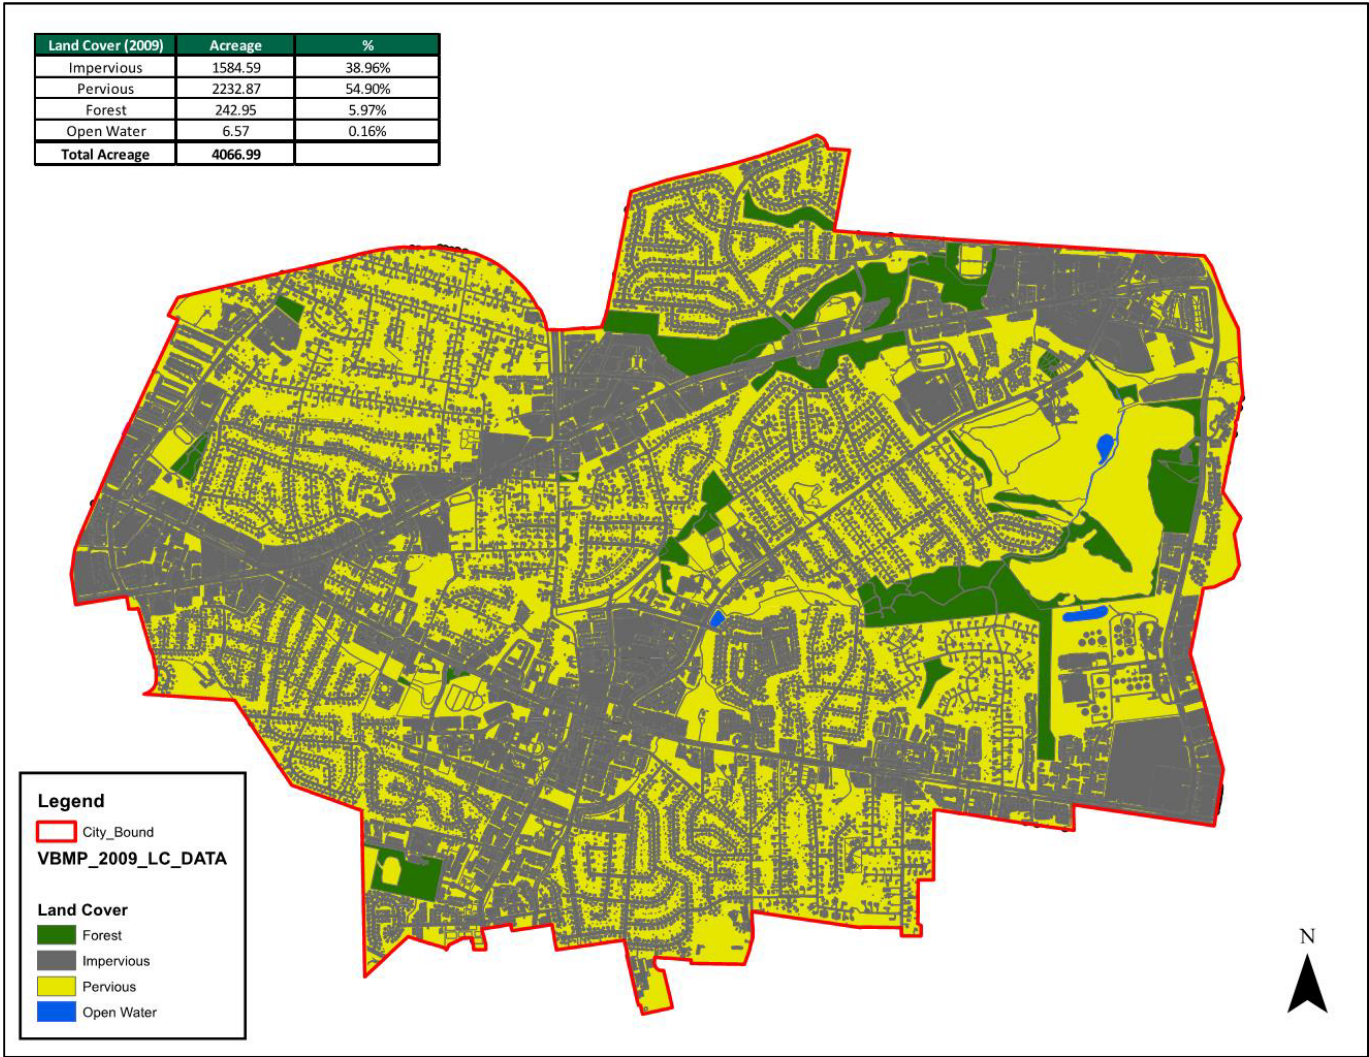 Land Cover (2009) Acreage %
Impervious 1584.59 38.96%
Pervious 2232.87 54.90%
Forest 242.95 5.97%
Open Water 6.57 0.16%
Total Acreage 4066.99
Legend
City_Bound
VBMP_2009_LC_DATA
Land Cover
Forest
Impervious
Pervious
Open Water
N